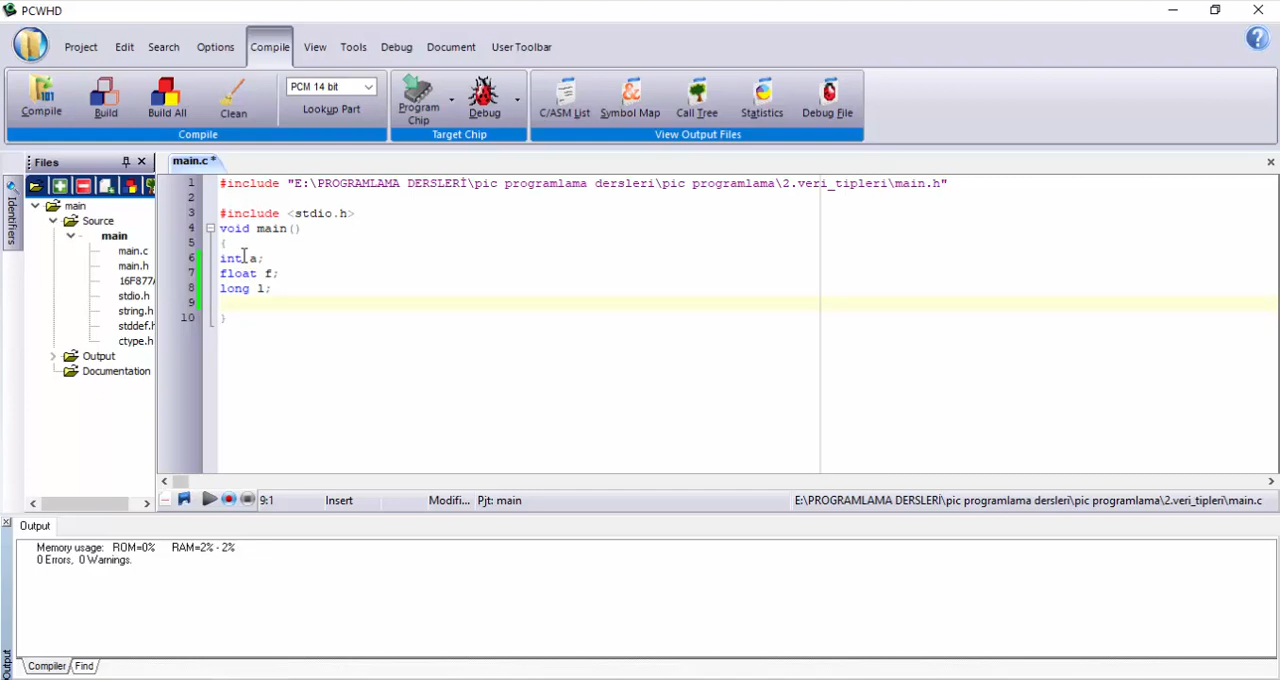 PCWHD
Project Edit Search Options Compile View Tools Debug Document User Toolbar
Compile Build Build All Clean PCM 14 bit Lookup Part Program Chip Debug C/ASM List Symbol Map Call Tree Statistics Debug File
Compile Target Chip View Output Files
Files
main.c *
Identifiers
main
Source
main
main.c
main.h
16F877A
stdio.h
string.h
stddef.h
ctype.h
Output
Documentation
1 #include "E:\PROGRAMLAMA DERSLERİ\pic programlama dersleri\pic programlama\2.veri_tipleri\main.h"
2
3 #include <stdio.h>
4 void main()
5 {
6 int a;
7 float f;
8 long l;
9
10 }
9:1 Insert Modifi... Pjt: main E:\PROGRAMLAMA DERSLERİ\pic programlama dersleri\pic programlama\2.veri_tipleri\main.c
Output
Memory usage: ROM=0% RAM=2% - 2%
0 Errors, 0 Warnings.
Output
Compiler Find